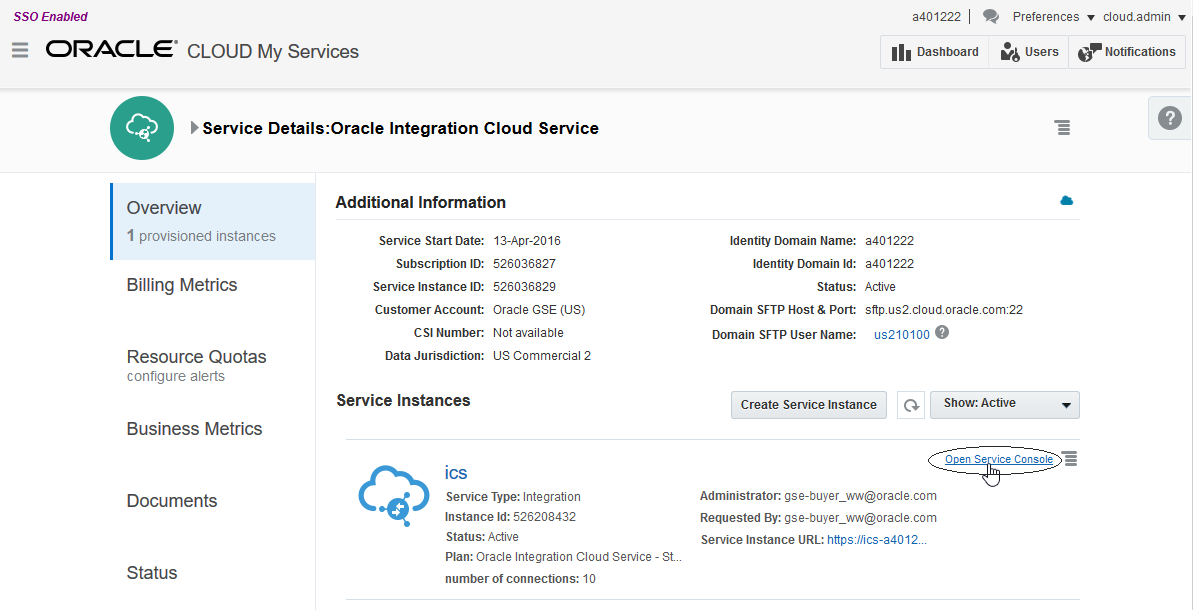 SSO Enabled
a401222 Preferences cloud.admin
ORACLE CLOUD My Services
Dashboard Users Notifications
Service Details:Oracle Integration Cloud Service
?
Overview
1 provisioned instances
Billing Metrics
Resource Quotas
configure alerts
Business Metrics
Documents
Status
Additional Information
Service Start Date: 13-Apr-2016
Subscription ID: 526036827
Service Instance ID: 526036829
Customer Account: Oracle GSE (US)
CSI Number: Not available
Data Jurisdiction: US Commercial 2
Identity Domain Name: a401222
Identity Domain Id: a401222
Status: Active
Domain SFTP Host & Port: sftp.us2.cloud.oracle.com:22
Domain SFTP User Name: us210100 ?
Service Instances
Create Service Instance
Show: Active
Open Service Console
ics
Service Type: Integration
Instance Id: 526208432
Status: Active
Plan: Oracle Integration Cloud Service - St...
number of connections: 10
Administrator: gse-buyer_ww@oracle.com
Requested By: gse-buyer_ww@oracle.com
Service Instance URL: https://ics-a4012...